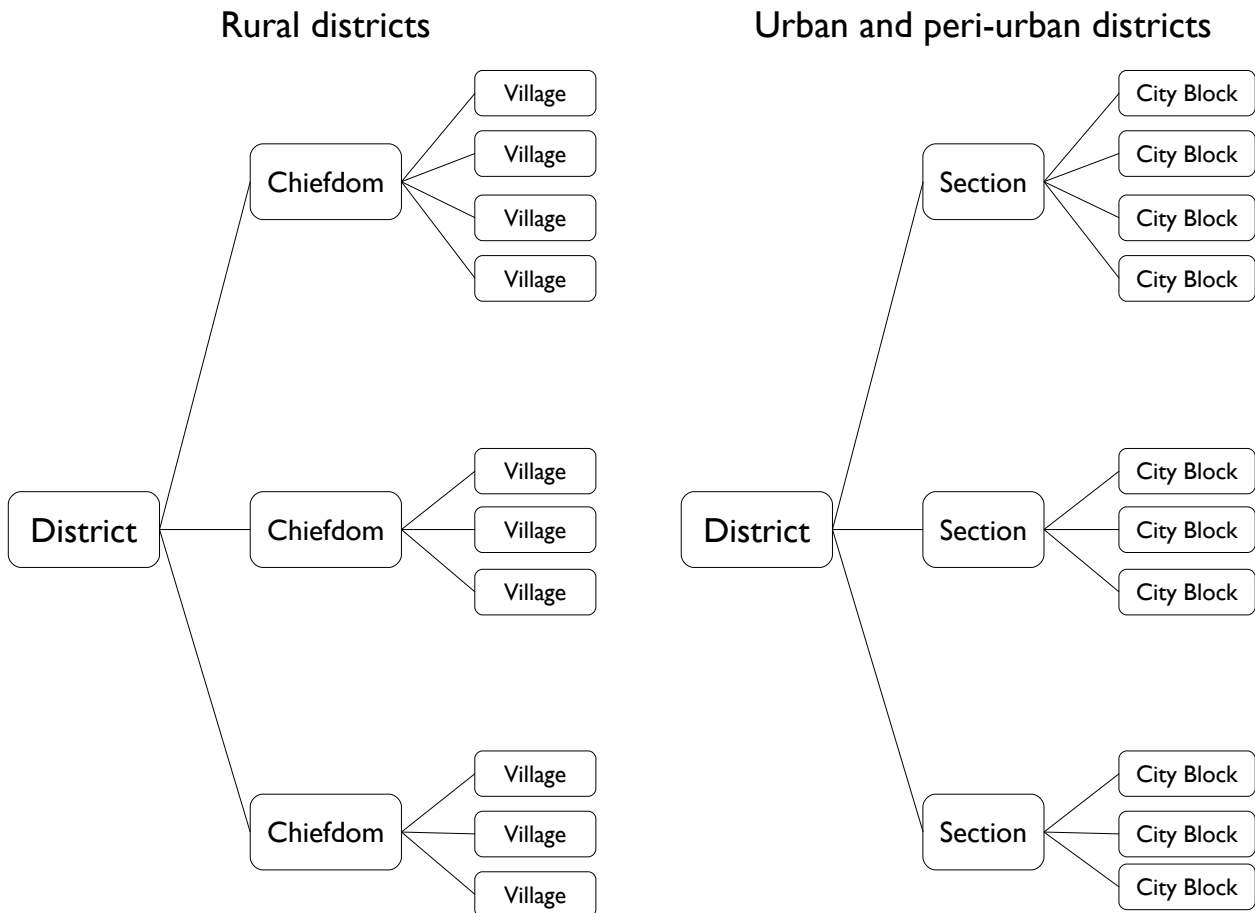 Rural districts
Urban and peri-urban districts
District
Chiefdom
Village
Village
Village
Village
Chiefdom
Village
Village
Village
Chiefdom
Village
Village
Village
District
Section
City Block
City Block
City Block
City Block
Section
City Block
City Block
City Block
Section
City Block
City Block
City Block